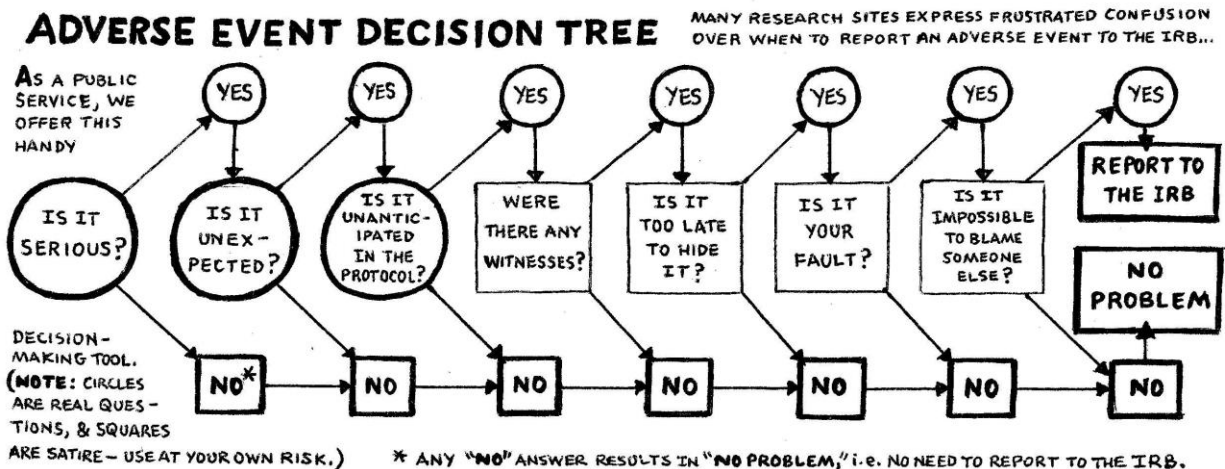 ADVERSE EVENT DECISION TREE
MANY RESEARCH SITES EXPRESS FRUSTRATED CONFUSION
OVER WHEN TO REPORT AN ADVERSE EVENT TO THE IRB...
AS A PUBLIC
SERVICE, WE
OFFER THIS
HANDY
YES
YES
YES
YES
YES
YES
YES
IS IT
SERIOUS?
IS IT
UNEX-
PECTED?
IS IT
UNANTIC-
IPATED
IN THE
PROTOCOL?
WERE
THERE ANY
WITNESSES?
IS IT
TOO LATE
TO HIDE
IT?
IS IT
YOUR
FAULT?
IS IT
IMPOSSIBLE
TO BLAME
SOMEONE
ELSE?
REPORT TO
THE IRB
NO
PROBLEM
NO*
NO
NO
NO
NO
NO
NO
DECISION-
MAKING TOOL.
(NOTE: CIRCLES
ARE REAL QUES-
TIONS, & SQUARES
ARE SATIRE - USE AT YOUR OWN RISK.)
* ANY "NO" ANSWER RESULTS IN "NO PROBLEM," i.e. NO NEED TO REPORT TO THE IRB.